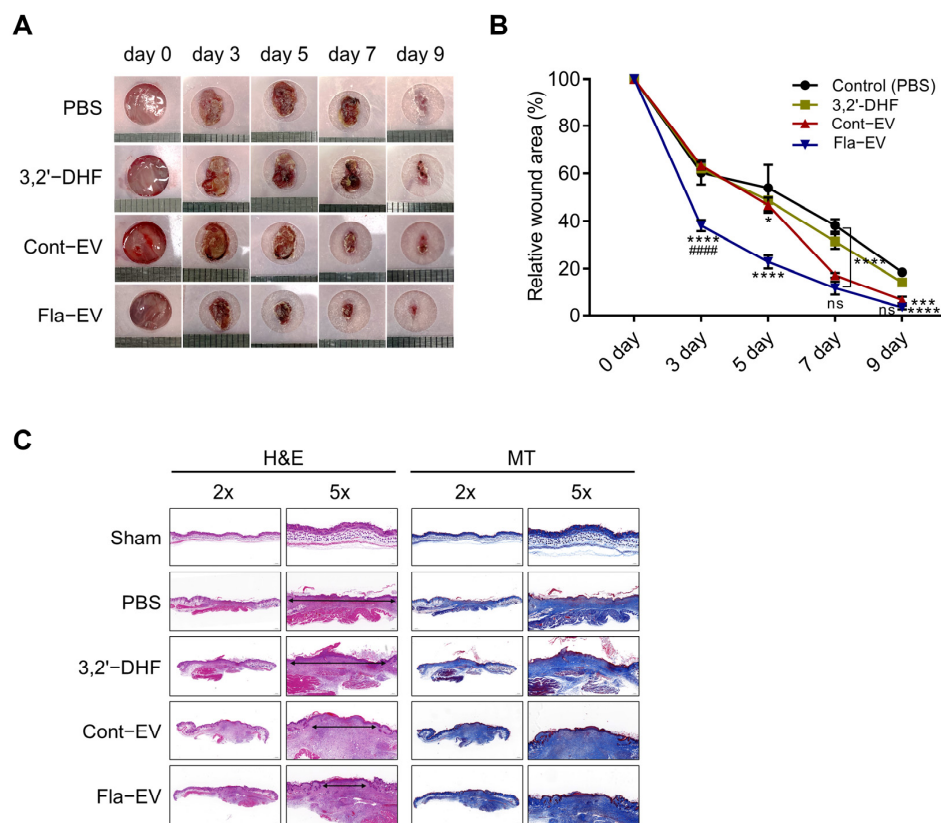 A
day 0 day 3 day 5 day 7 day 9
PBS
3,2'−DHF
Cont−EV
Fla−EV
B
Relative wound area (%)
100
80
60
40
20
0
0 day
3 day
5 day
7 day
9 day
Control (PBS)
3,2'-DHF
Cont−EV
Fla−EV
****
####
*
****
****
ns
***
ns ****
C
H&E MT
2x 5x 2x 5x
Sham
PBS
3,2'−DHF
Cont−EV
Fla−EV